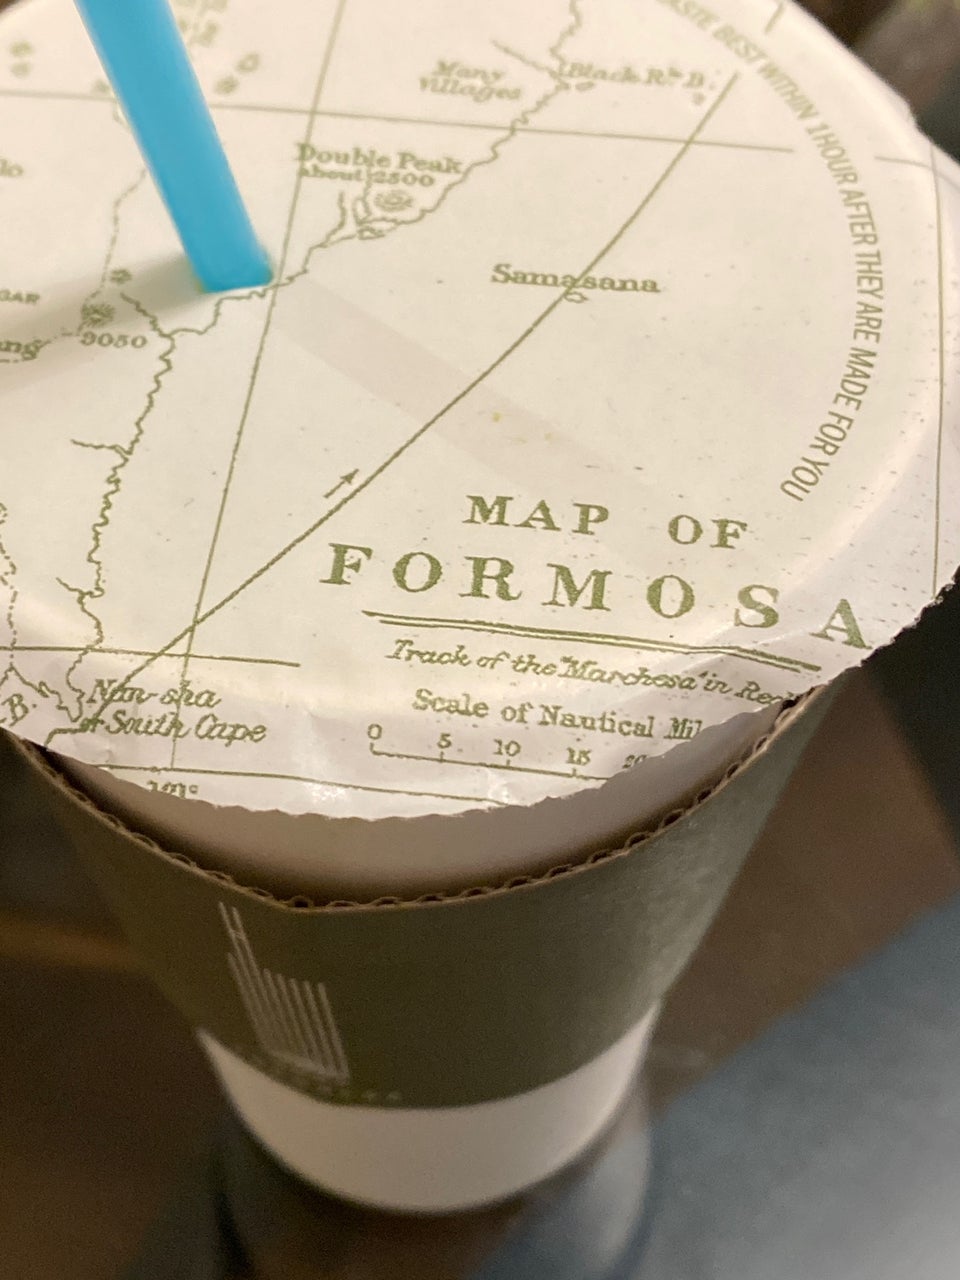 TASTE BEST WITHIN 1HOUR AFTER THEY ARE MADE FOR YOU
Many
villages
Black Rk. B.
Double Peak
about 2500
Samasana
9050
MAP OF
FORMOSA
Track of the "Marchesa" in
Scale of Nautical
0 5 10 15
Nan-sha
or South Cape